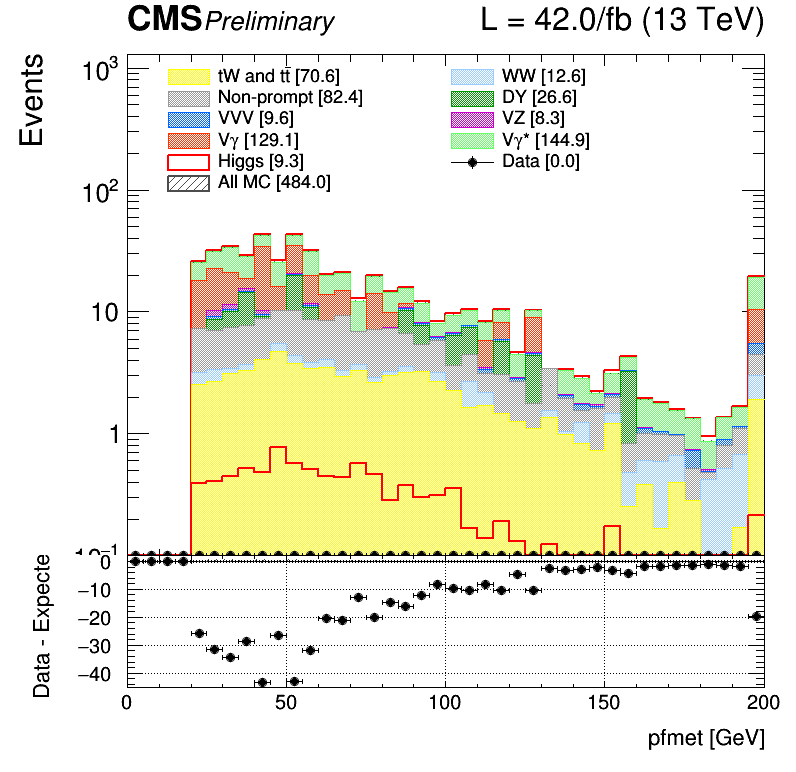 CMS Preliminary L = 42.0/fb (13 TeV)
Events
10³
10²
10
1
tW and tt̄ [70.6]
Non-prompt [82.4]
VVV [9.6]
Vγ [129.1]
Higgs [9.3]
All MC [484.0]
WW [12.6]
DY [26.6]
VZ [8.3]
Vγ* [144.9]
Data [0.0]
Data - Expecte
0
−10
−20
−30
−40
0 50 100 150 200
pfmet [GeV]